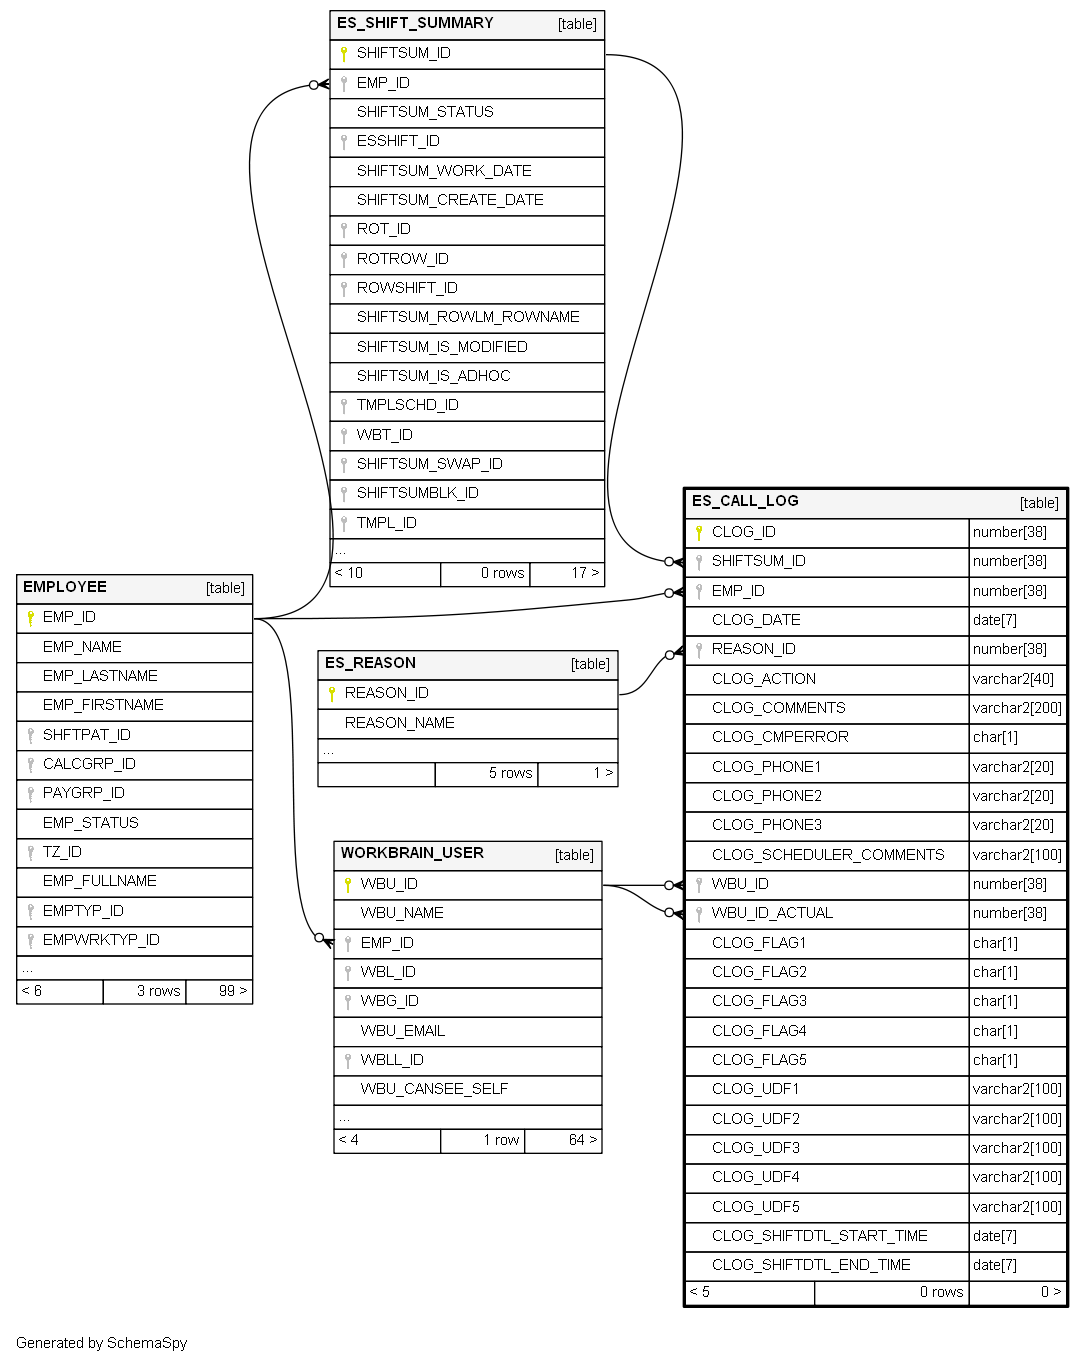 ES_SHIFT_SUMMARY [table]
SHIFTSUM_ID
EMP_ID
SHIFTSUM_STATUS
ESSHIFT_ID
SHIFTSUM_WORK_DATE
SHIFTSUM_CREATE_DATE
ROT_ID
ROTROW_ID
ROWSHIFT_ID
SHIFTSUM_ROWLM_ROWNAME
SHIFTSUM_IS_MODIFIED
SHIFTSUM_IS_ADHOC
TMPLSCHD_ID
WBT_ID
SHIFTSUM_SWAP_ID
SHIFTSUMBLK_ID
TMPL_ID
...
< 10 0 rows 17 >
EMPLOYEE [table]
EMP_ID
EMP_NAME
EMP_LASTNAME
EMP_FIRSTNAME
SHFTPAT_ID
CALCGRP_ID
PAYGRP_ID
EMP_STATUS
TZ_ID
EMP_FULLNAME
EMPTYP_ID
EMPWRKTYP_ID
...
< 6 3 rows 99 >
ES_REASON [table]
REASON_ID
REASON_NAME
...
5 rows 1 >
WORKBRAIN_USER [table]
WBU_ID
WBU_NAME
EMP_ID
WBL_ID
WBG_ID
WBU_EMAIL
WBLL_ID
WBU_CANSEE_SELF
...
< 4 1 row 64 >
ES_CALL_LOG [table]
CLOG_ID number[38]
SHIFTSUM_ID number[38]
EMP_ID number[38]
CLOG_DATE date[7]
REASON_ID number[38]
CLOG_ACTION varchar2[40]
CLOG_COMMENTS varchar2[200]
CLOG_CMPERROR char[1]
CLOG_PHONE1 varchar2[20]
CLOG_PHONE2 varchar2[20]
CLOG_PHONE3 varchar2[20]
CLOG_SCHEDULER_COMMENTS varchar2[100]
WBU_ID number[38]
WBU_ID_ACTUAL number[38]
CLOG_FLAG1 char[1]
CLOG_FLAG2 char[1]
CLOG_FLAG3 char[1]
CLOG_FLAG4 char[1]
CLOG_FLAG5 char[1]
CLOG_UDF1 varchar2[100]
CLOG_UDF2 varchar2[100]
CLOG_UDF3 varchar2[100]
CLOG_UDF4 varchar2[100]
CLOG_UDF5 varchar2[100]
CLOG_SHIFTDTL_START_TIME date[7]
CLOG_SHIFTDTL_END_TIME date[7]
< 5 0 rows 0 >
Generated by SchemaSpy